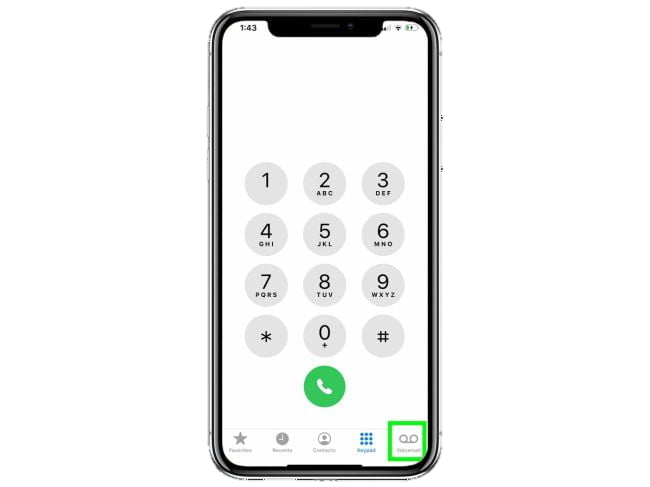 1:43
1 2 3
ABC DEF
4 5 6
GHI JKL MNO
7 8 9
PQRS TUV WXYZ
* 0 #
+
Favorites Recents Contacts Keypad Voicemail